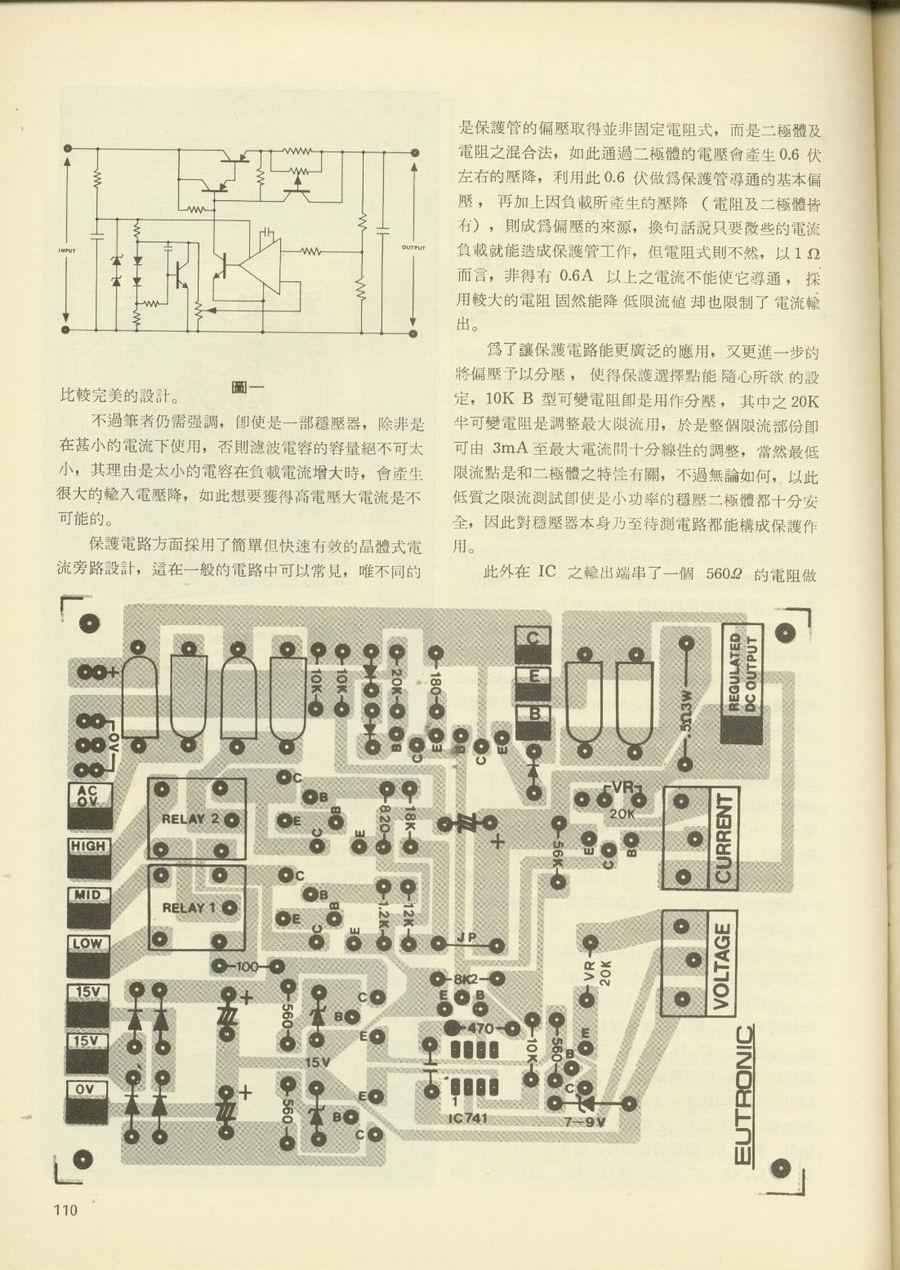 INPUT
OUTPUT
圖一
比較完美的設計。
不過筆者仍需强調，即使是一部穩壓器，除非是
在甚小的電流下使用，否則濾波電容的容量絕不可太
小，其理由是太小的電容在負載電流增大時，會產生
很大的輸入電壓降，如此想要獲得高電壓大電流是不
可能的。
保護電路方面採用了簡單但快速有效的晶體式電
流旁路設計，這在一般的電路中可以常見，唯不同的
是保護管的偏壓取得並非固定電阻式，而是二極體及
電阻之混合法，如此通過二極體的電壓會產生 0.6 伏
左右的壓降，利用此 0.6 伏做爲保護管導通的基本偏
壓，再加上因負載所產生的壓降（電阻及二極體皆
有），則成爲偏壓的來源，換句話說只要微些的電流
負載就能造成保護管工作，但電阻式則不然，以 1 Ω
而言，非得有 0.6A 以上之電流不能使它導通，採
用較大的電阻固然能降低限流值却也限制了電流輸
出。
爲了讓保護電路能更廣泛的應用，又更進一步的
將偏壓予以分壓，使得保護選擇點能隨心所欲的設
定，10K B 型可變電阻即是用作分壓，其中之 20K
半可變電阻是調整最大限流用，於是整個限流部份即
可由 3mA 至最大電流間十分線性的調整，當然最低
限流點是和二極體之特性有關，不過無論如何，以此
低質之限流測試即使是小功率的穩壓二極體都十分安
全，因此對穩壓器本身乃至待測電路都能構成保護作
用。
此外在 IC 之輸出端串了一個 560Ω 的電阻做
+
0V
AC 0V
HIGH
MID
LOW
15V
15V
0V
RELAY 2
RELAY 1
10K
10K
20K
180
B
C
E
B
C
E
C
E
B
.5Ω3W
REGULATED
DC OUTPUT
C
B
E
B
C
E
820
18K
+
56K
VR
20K
E
C
B
CURRENT
C
B
E
B
C
E
1.2K
12K
JP
VR
20K
VOLTAGE
100
8K2
E
B
C
470
+
560
15V
C
B
E
10K
560
E
B
C
+
560
E
B
C
1
IC741
7-9V
EUTRONIC
110